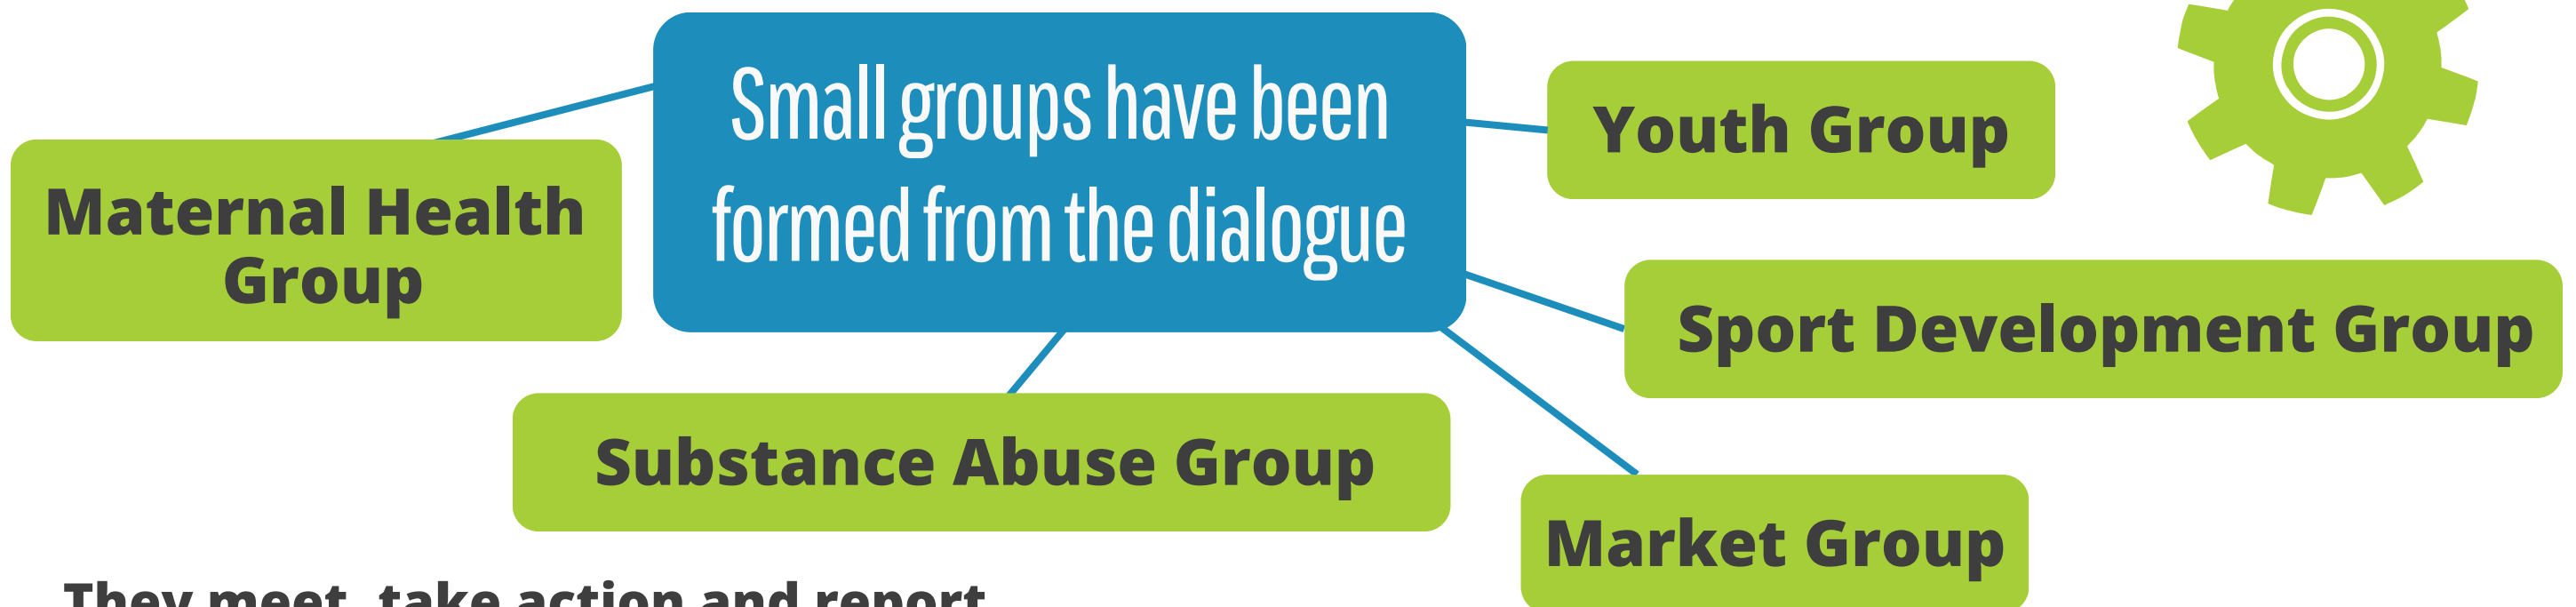 Small groups have been
formed from the dialogue
Maternal Health
Group
Youth Group
Sport Development Group
Substance Abuse Group
Market Group
They meet, take action and report